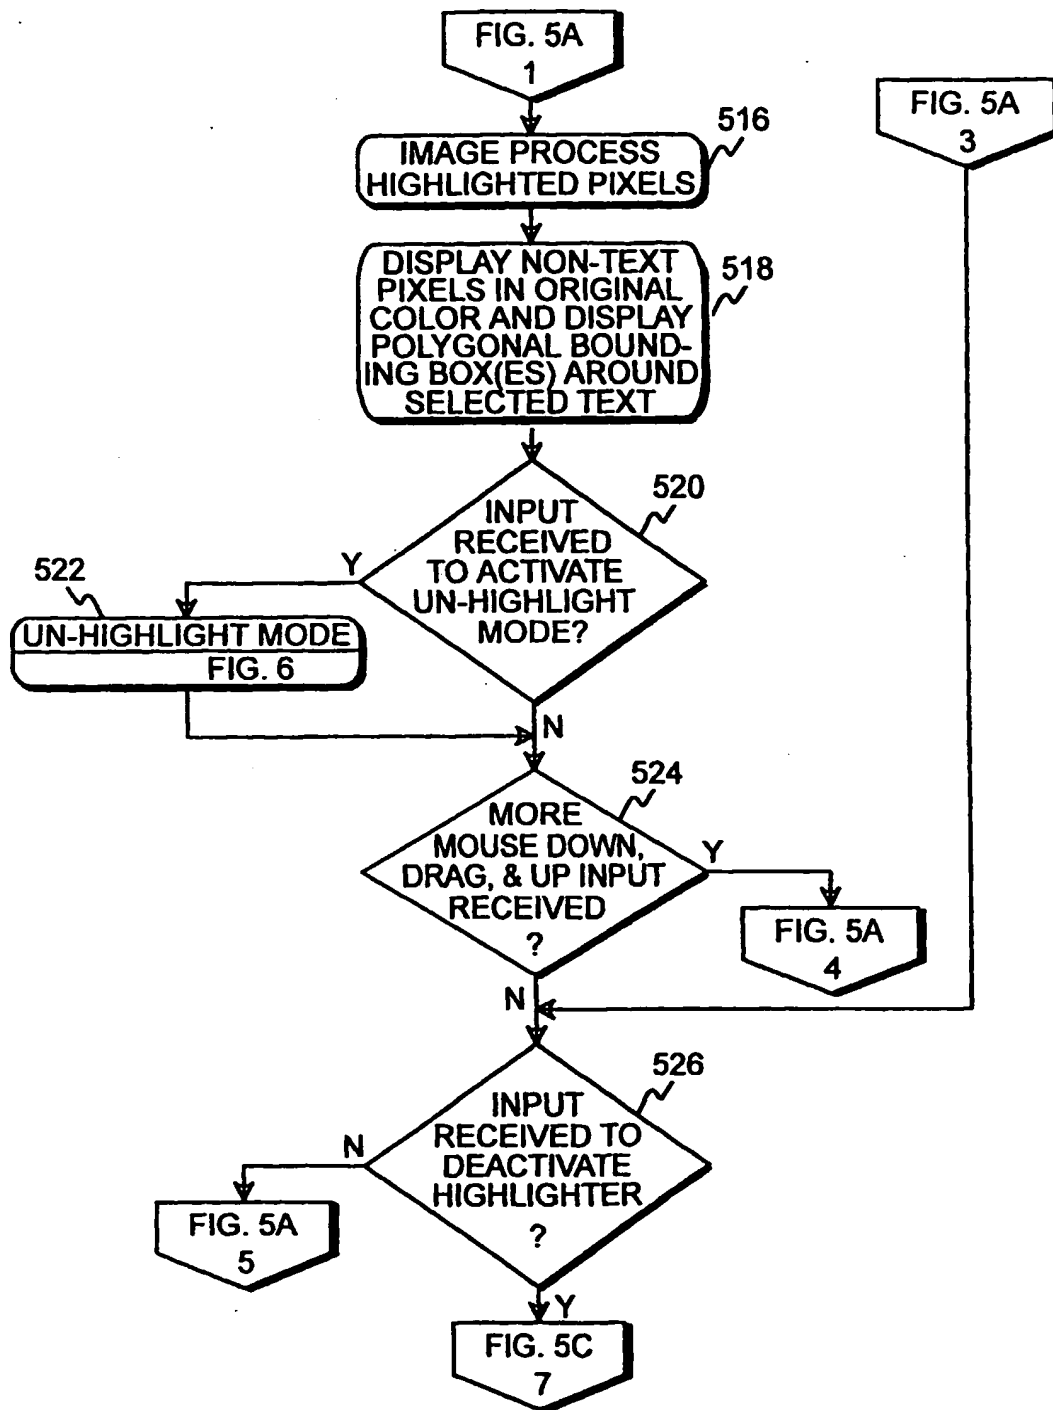 FIG. 5A
1
FIG. 5A
3
516
IMAGE PROCESS
HIGHLIGHTED PIXELS
518
DISPLAY NON-TEXT
PIXELS IN ORIGINAL
COLOR AND DISPLAY
POLYGONAL BOUND-
ING BOX(ES) AROUND
SELECTED TEXT
520
INPUT
RECEIVED
TO ACTIVATE
UN-HIGHLIGHT
MODE?
Y
522
UN-HIGHLIGHT MODE
FIG. 6
N
524
MORE
MOUSE DOWN,
DRAG, & UP INPUT
RECEIVED
?
Y
FIG. 5A
4
N
526
INPUT
RECEIVED TO
DEACTIVATE
HIGHLIGHTER
?
N
FIG. 5A
5
Y
FIG. 5C
7